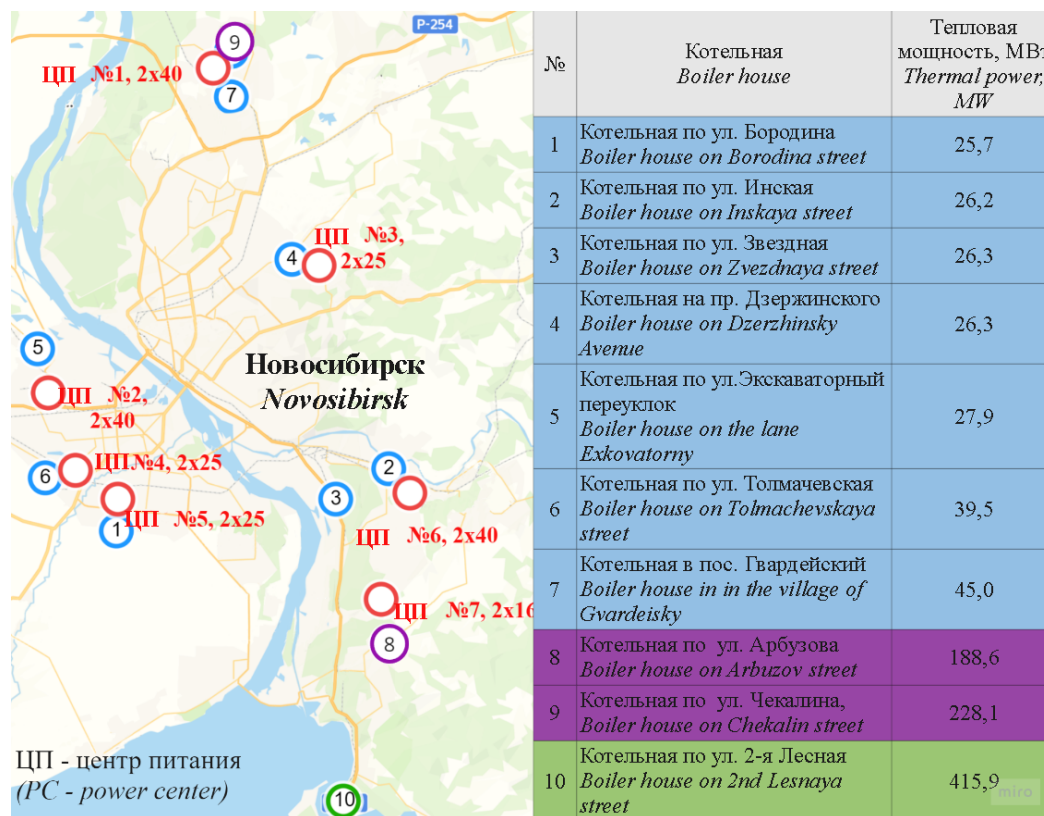 Р-254
9
ЦП №1, 2х40
7
ЦП №3,
2х25
4
5
Новосибирск
Novosibirsk
ЦП №2,
2х40
ЦП№4, 2х25
6
2
3
ЦП №5, 2х25
1
ЦП №6, 2х40
ЦП №7, 2х16
8
ЦП - центр питания
(PC - power center)
10
№
Котельная
Boiler house
Тепловая
мощность, МВт
Thermal power,
MW
1
Котельная по ул. Бородина
Boiler house on Borodina street
25,7
2
Котельная по ул. Инская
Boiler house on Inskaya street
26,2
3
Котельная по ул. Звездная
Boiler house on Zvezdnaya street
26,3
4
Котельная на пр. Дзержинского
Boiler house on Dzerzhinsky
Avenue
26,3
5
Котельная по ул.Экскаваторный
переуклок
Boiler house on the lane
Exkovatorny
27,9
6
Котельная по ул. Толмачевская
Boiler house on Tolmachevskaya
street
39,5
7
Котельная в пос. Гвардейский
Boiler house in in the village of
Gvardeisky
45,0
8
Котельная по ул. Арбузова
Boiler house on Arbuzov street
188,6
9
Котельная по ул. Чекалина,
Boiler house on Chekalin street
228,1
10
Котельная по ул. 2-я Лесная
Boiler house on 2nd Lesnaya
street
415,9
miro